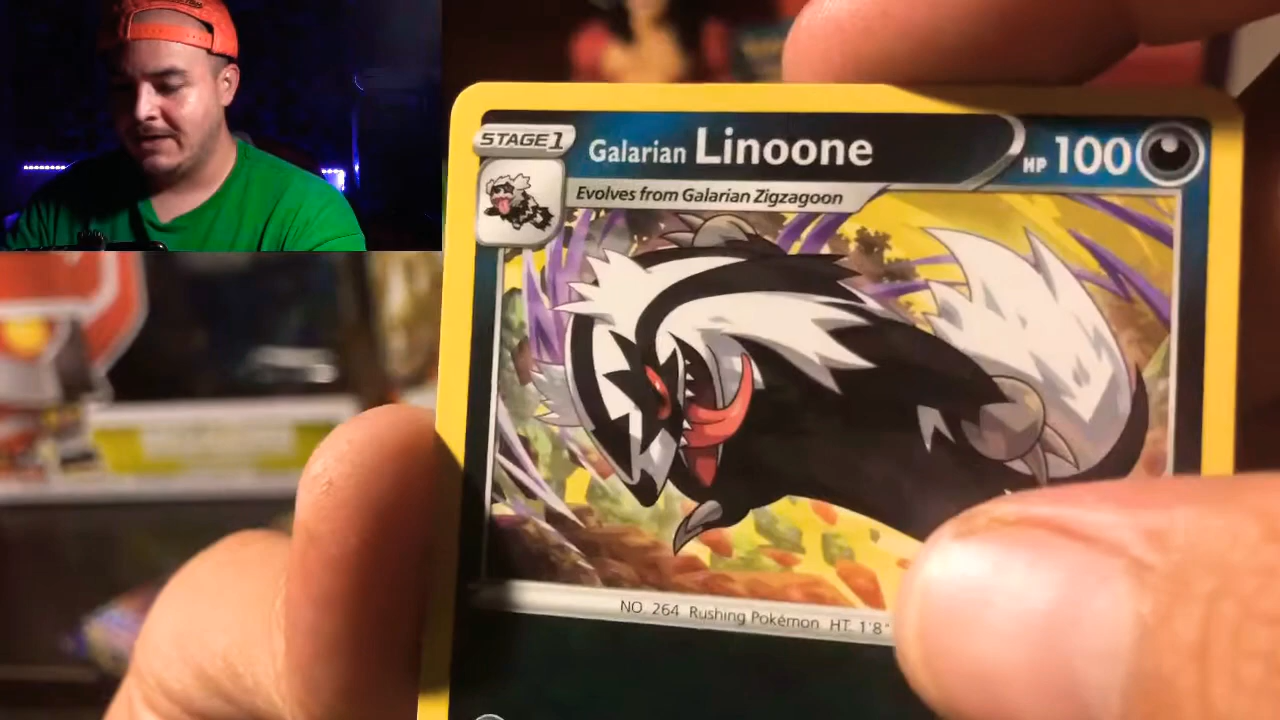 STAGE 1
Galarian Linoone
HP 100
Evolves from Galarian Zigzagoon
NO. 264 Rushing Pokémon HT: 1'8"